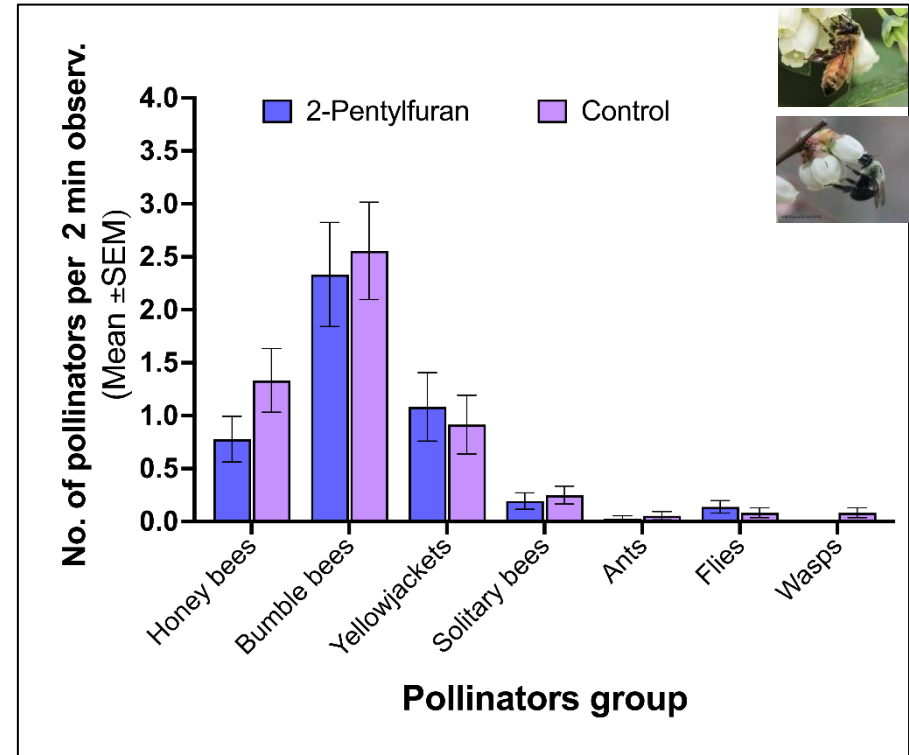 No. of pollinators per 2 min observ.
(Mean ±SEM)
4.0
3.5
3.0
2.5
2.0
1.5
1.0
0.5
0.0
2-Pentylfuran
Control
Honey bees
Bumble bees
Yellowjackets
Solitary bees
Ants
Flies
Wasps
Pollinators group